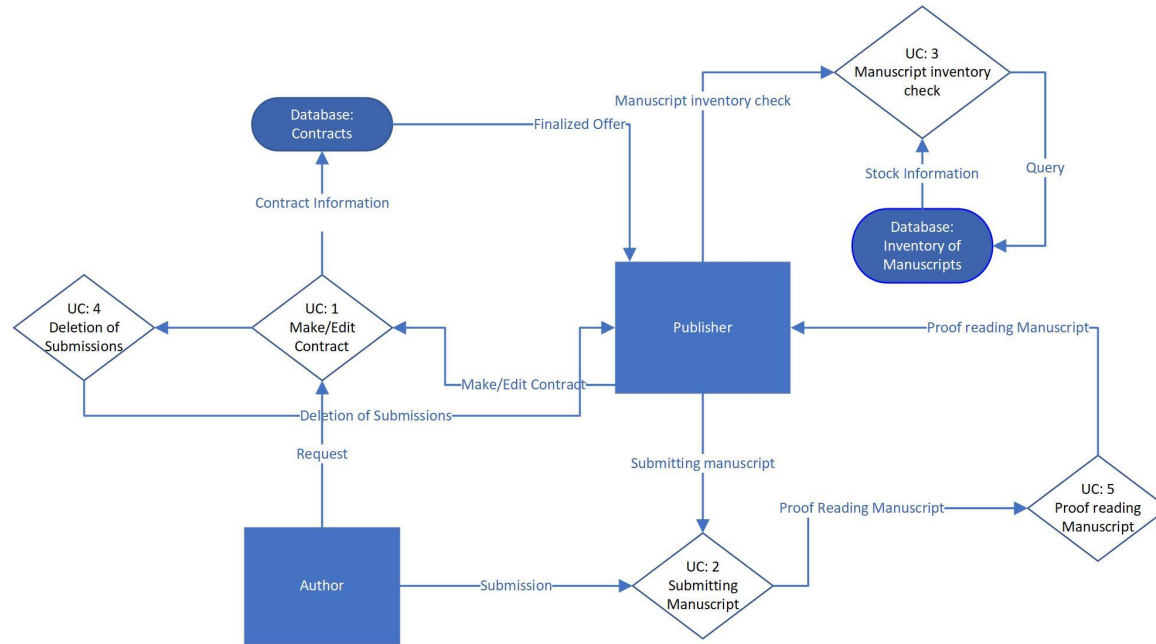 UC: 3
Manuscript inventory
check
Manuscript inventory check
Database:
Contracts
Finalized Offer
Stock Information
Query
Contract Information
Database:
Inventory of
Manuscripts
UC: 4
Deletion of
Submissions
UC: 1
Make/Edit
Contract
Publisher
Proof reading Manuscript
Make/Edit Contract
Deletion of Submissions
Request
Submitting manuscript
UC: 5
Proof reading
Manuscript
Proof Reading Manuscript
Author
Submission
UC: 2
Submitting
Manuscript